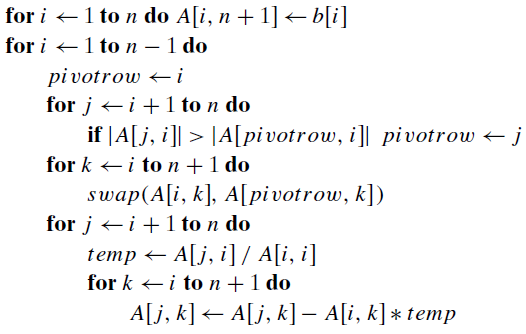 for i ← 1 to n do A[i, n + 1] ← b[i]
for i ← 1 to n − 1 do
pivotrow ← i
for j ← i + 1 to n do
if |A[j, i]| > |A[pivotrow, i]| pivotrow ← j
for k ← i to n + 1 do
swap(A[i, k], A[pivotrow, k])
for j ← i + 1 to n do
temp ← A[j, i] / A[i, i]
for k ← i to n + 1 do
A[j, k] ← A[j, k] − A[i, k] ∗ temp